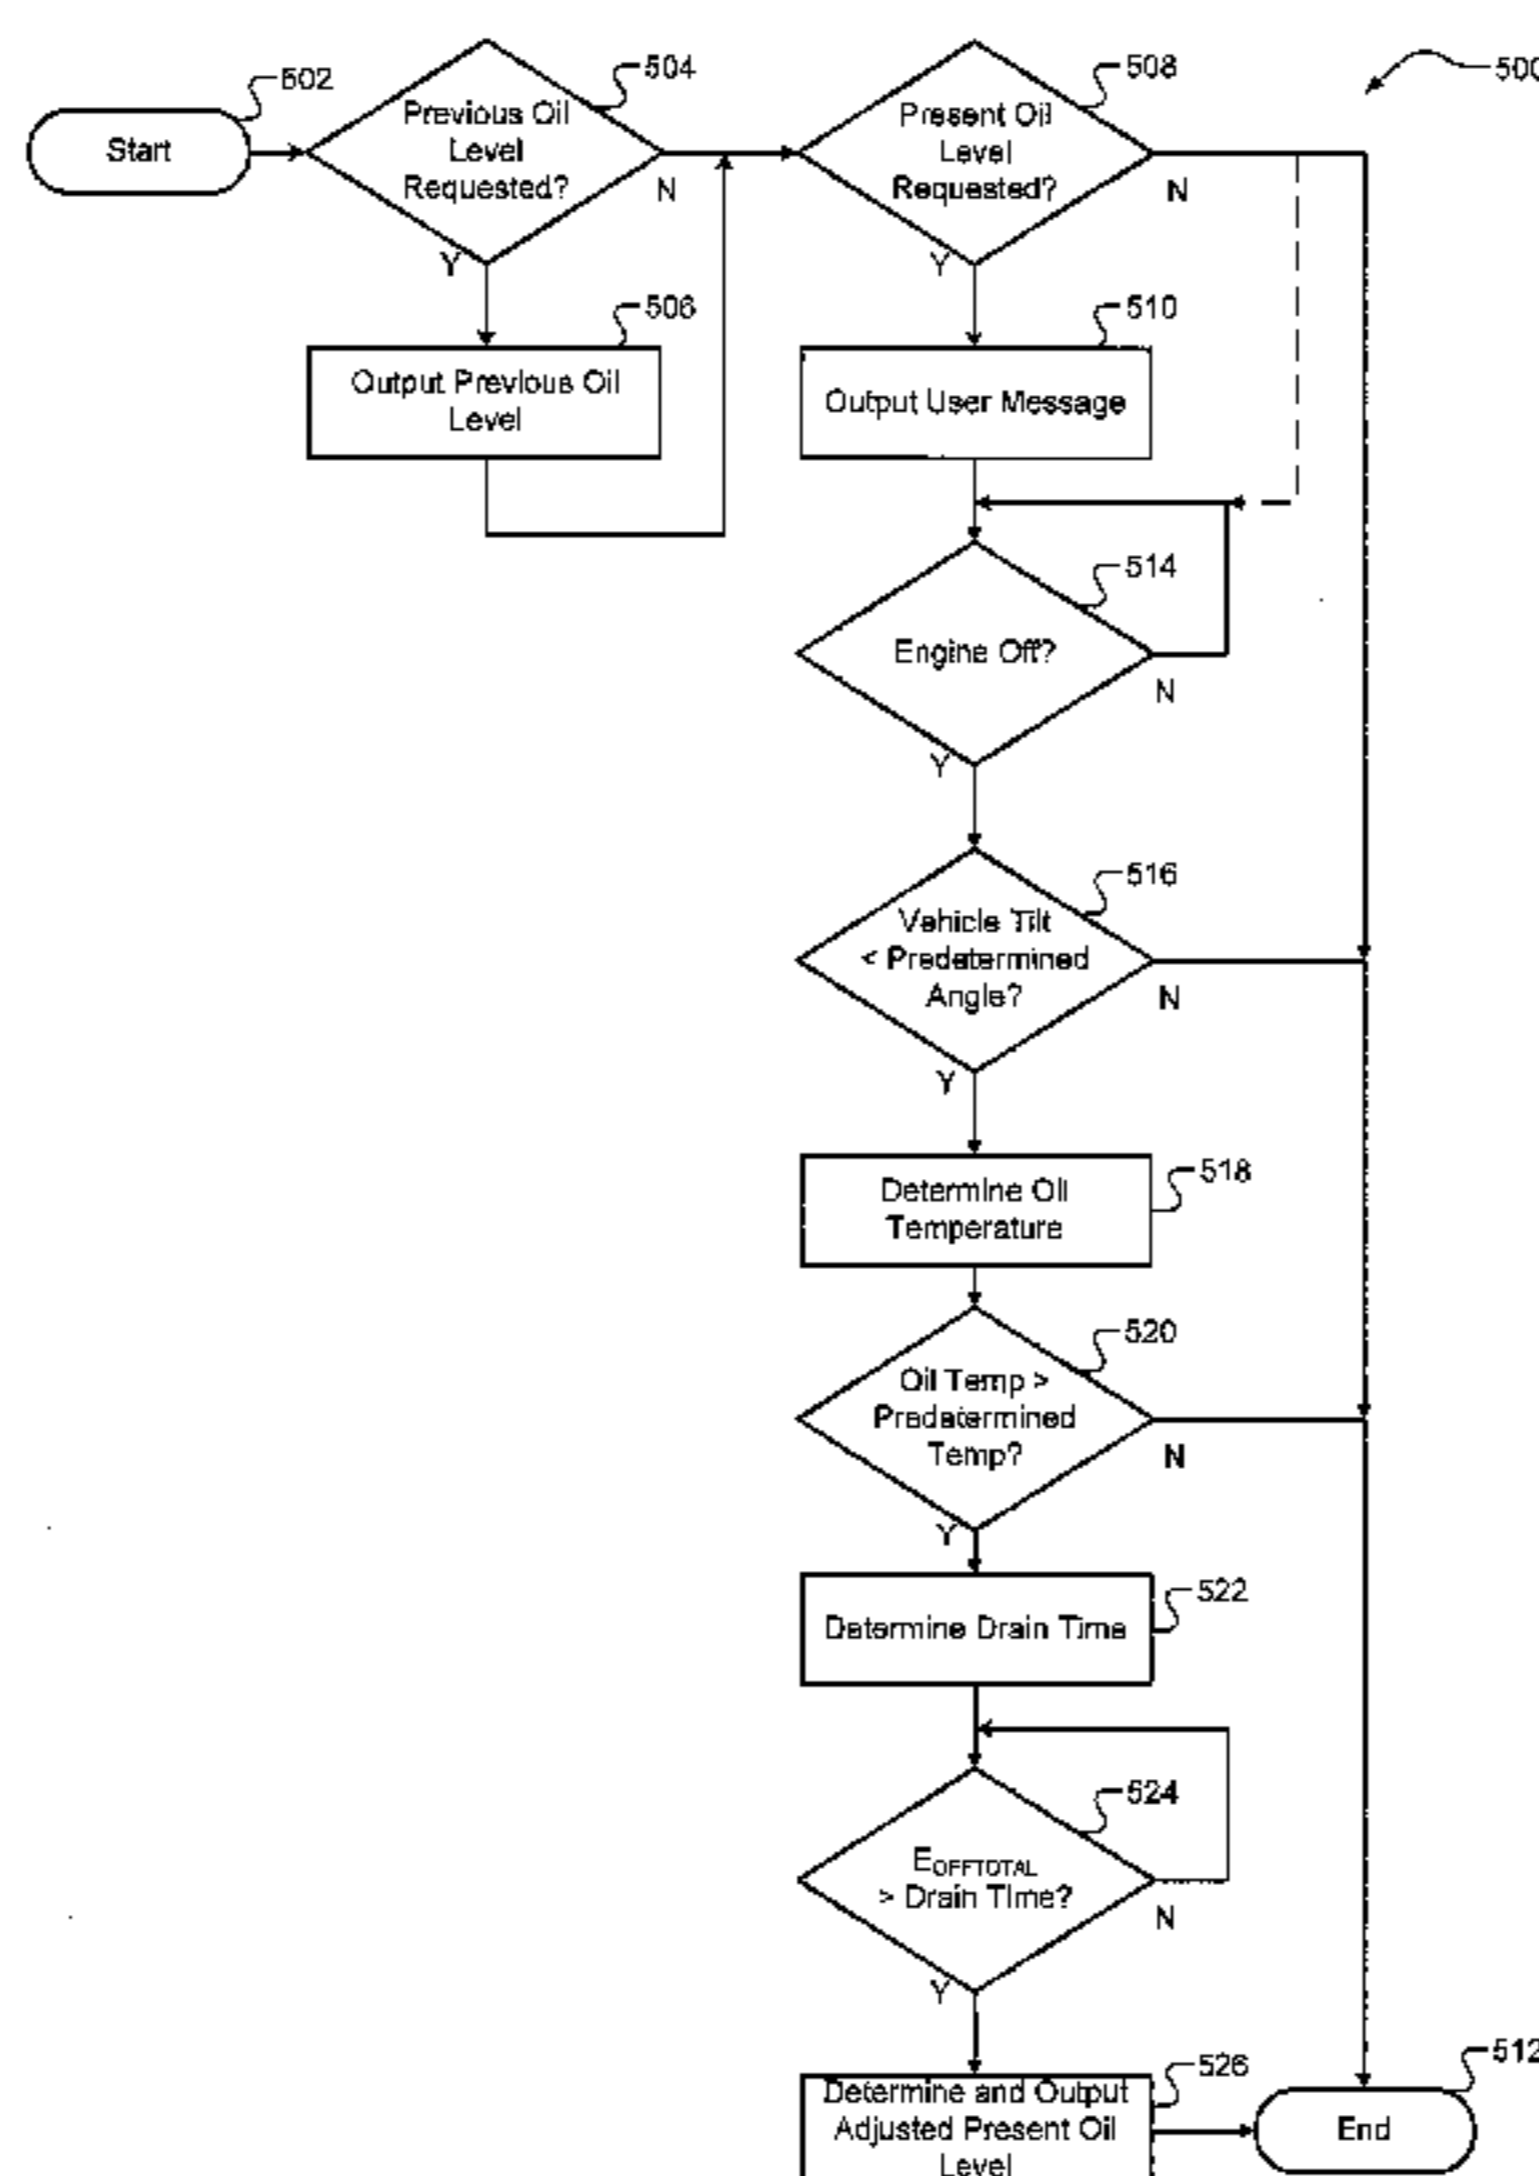 502
Start
504
Previous Oil
Level
Requested?
N
Y
508
Present Oil
Level
Requested?
N
Y
500
506
Output Previous Oil
Level
510
Output User Message
514
Engine Off?
N
Y
516
Vehicle Tilt
< Predetermined
Angle?
N
Y
518
Determine Oil
Temperature
520
Oil Temp >
Predetermined
Temp?
N
Y
522
Determine Drain Time
524
EOFFTOTAL
> Drain Time?
N
Y
526
Determine and Output
Adjusted Present Oil
Level
512
End